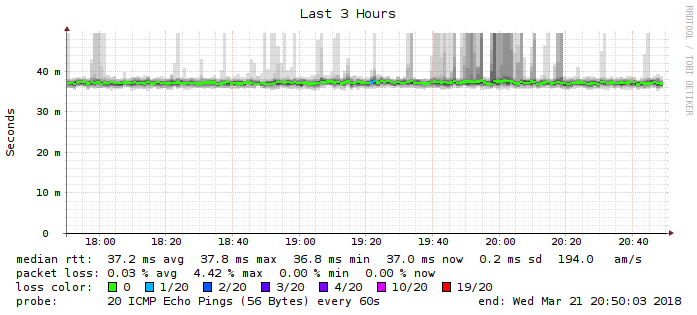 Last 3 Hours
RRDTOOL / TOBI OETIKER
Seconds
40 m
30 m
20 m
10 m
0
18:00 18:20 18:40 19:00 19:20 19:40 20:00 20:20 20:40
median rtt: 37.2 ms avg 37.8 ms max 36.8 ms min 37.0 ms now 0.2 ms sd 194.0 am/s
packet loss: 0.03 % avg 4.42 % max 0.00 % min 0.00 % now
loss color: 0 1/20 2/20 3/20 4/20 10/20 19/20
probe: 20 ICMP Echo Pings (56 Bytes) every 60s end: Wed Mar 21 20:50:03 2018